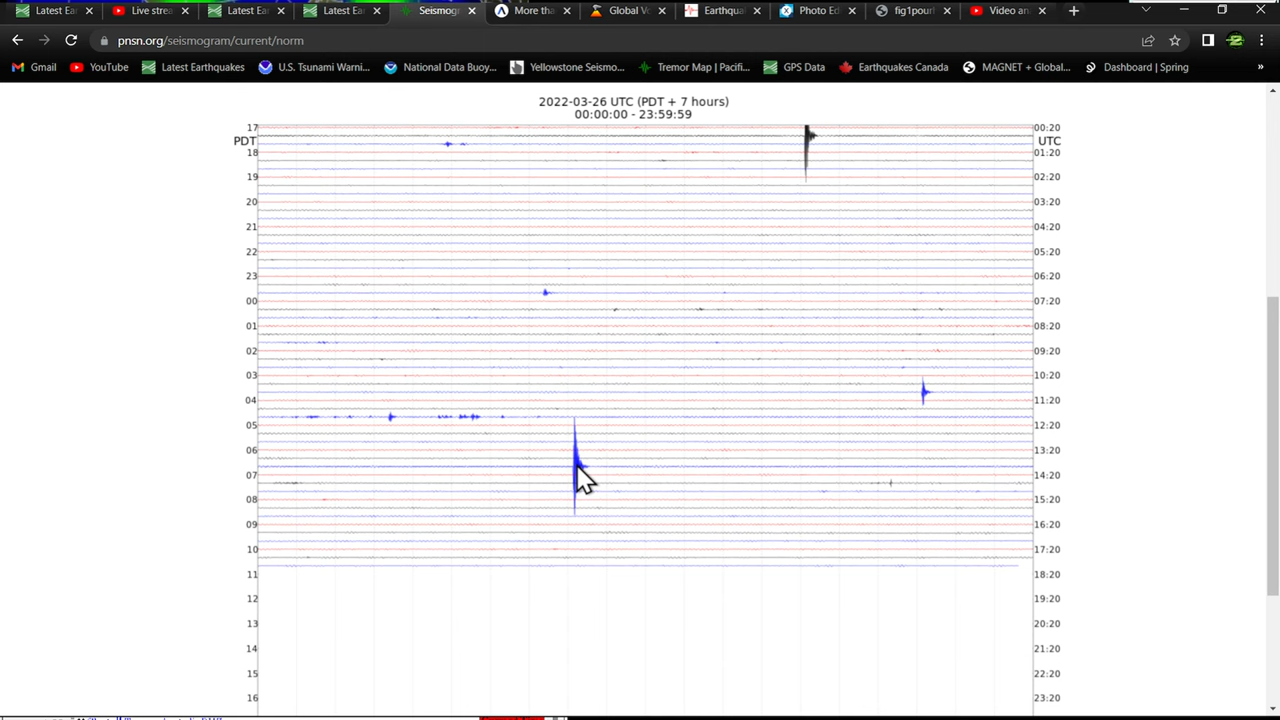 Latest Ear
Live strea
Latest Ear
Latest Ear
Seismog
More tha
Global Vo
Earthqual
Photo Ed
fig1pourl
Video an
pnsn.org/seismogram/current/norm
Gmail
YouTube
Latest Earthquakes
U.S. Tsunami Warni...
National Data Buoy...
Yellowstone Seismo...
Tremor Map | Pacifi...
GPS Data
Earthquakes Canada
MAGNET + Global...
Dashboard | Spring
»
2022-03-26 UTC (PDT + 7 hours)
00:00:00 - 23:59:59
17 00:20
PDT UTC
18 01:20
19 02:20
20 03:20
21 04:20
22 05:20
23 06:20
00 07:20
01 08:20
02 09:20
03 10:20
04 11:20
05 12:20
06 13:20
07 14:20
08 15:20
09 16:20
10 17:20
11 18:20
12 19:20
13 20:20
14 21:20
15 22:20
16 23:20